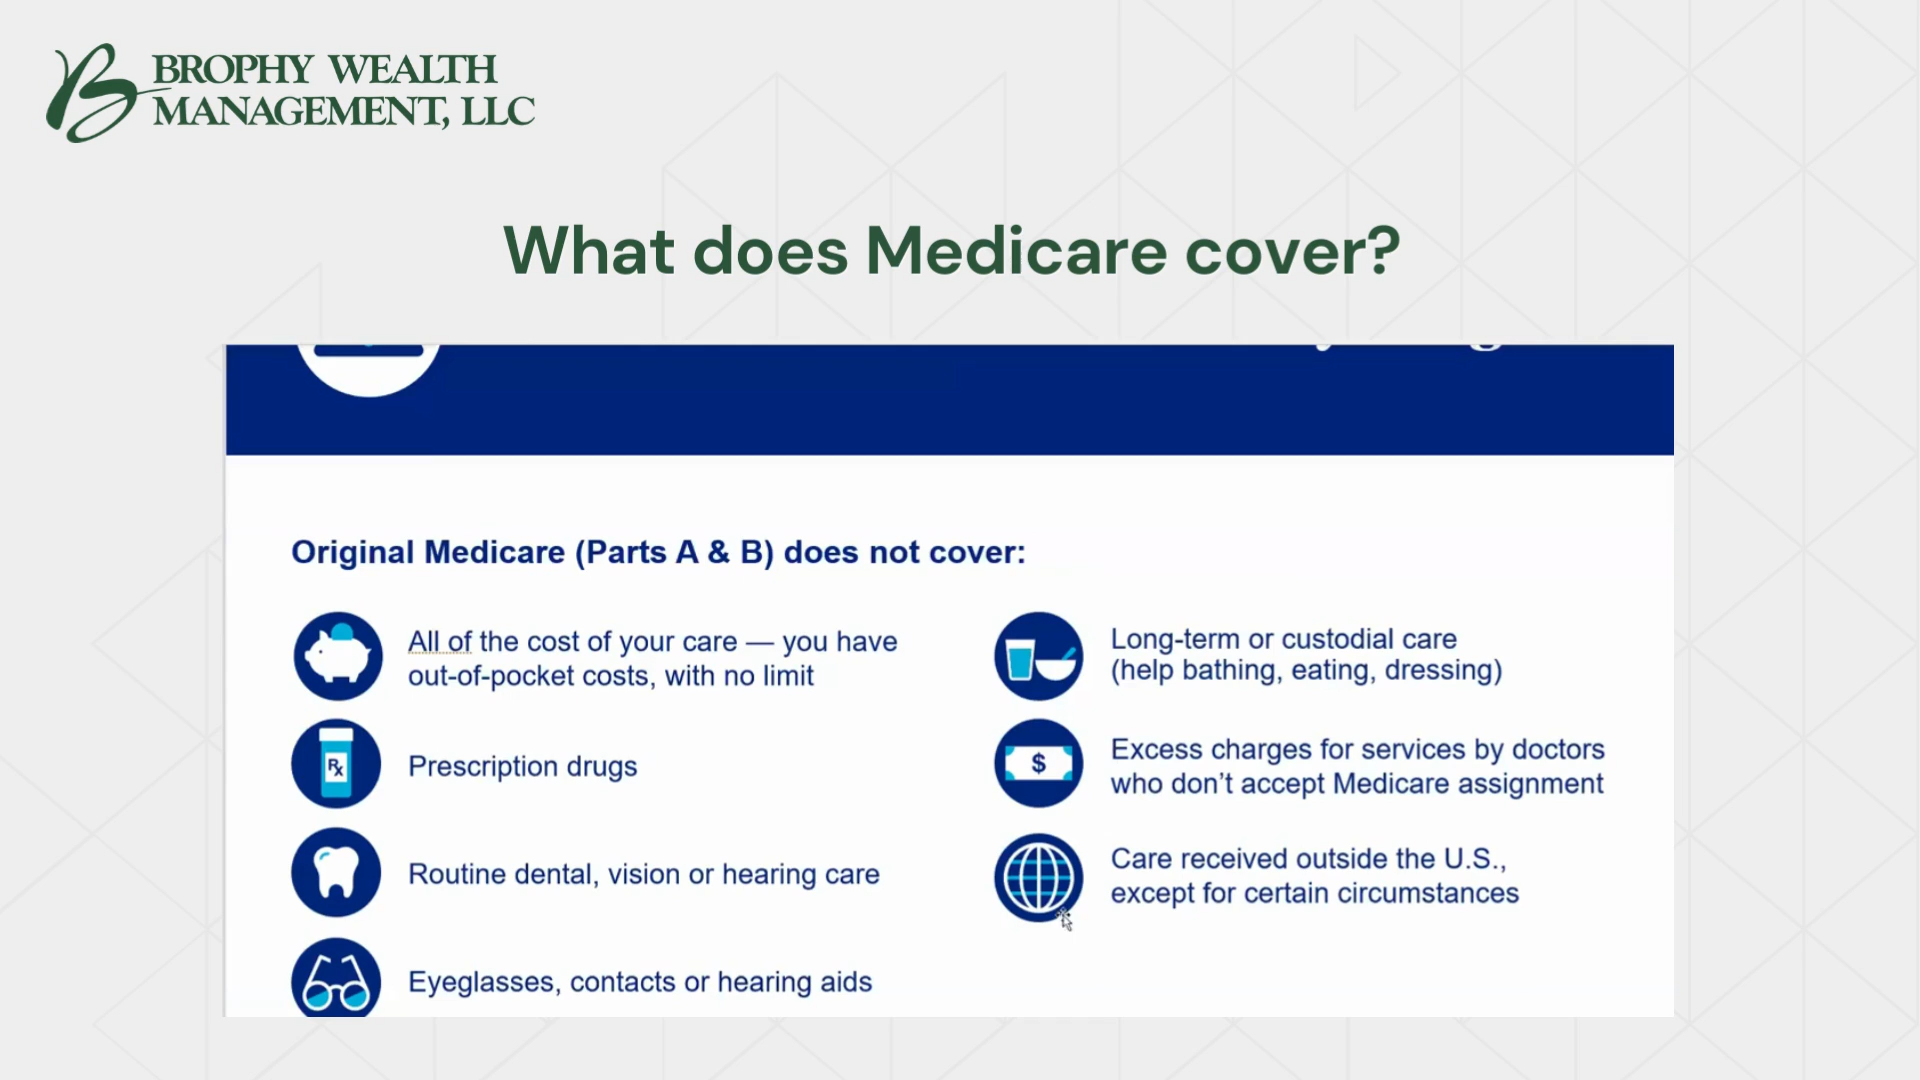 BROPHY WEALTH
MANAGEMENT, LLC
What does Medicare cover?
Original Medicare (Parts A & B) does not cover:
All of the cost of your care — you have
out-of-pocket costs, with no limit
Prescription drugs
Routine dental, vision or hearing care
Eyeglasses, contacts or hearing aids
Long-term or custodial care
(help bathing, eating, dressing)
$
Excess charges for services by doctors
who don’t accept Medicare assignment
Care received outside the U.S.,
except for certain circumstances